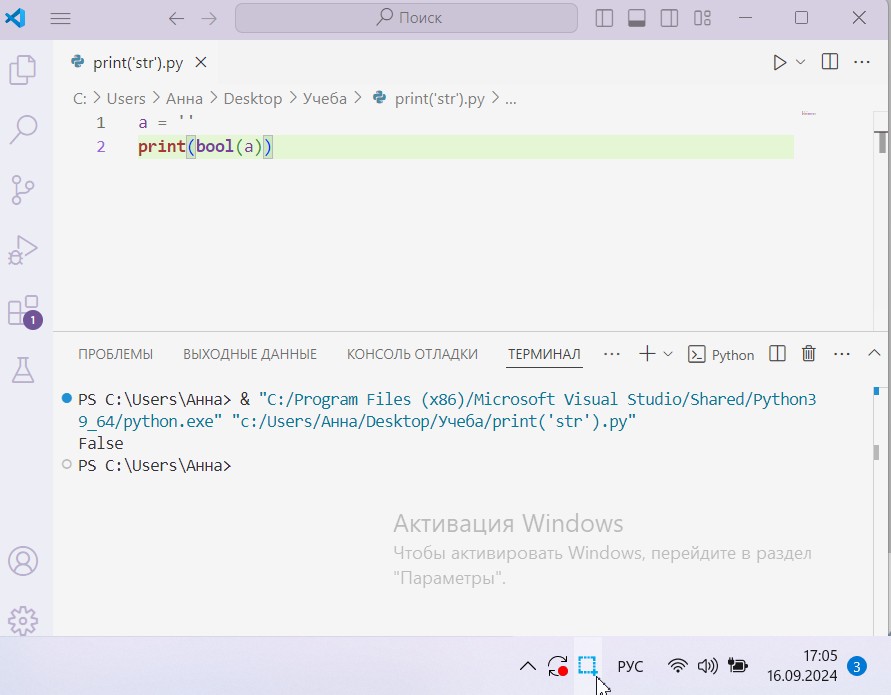 Поиск
print('str').py
C: > Users > Анна > Desktop > Учеба > print('str').py > ...
1 a = ''
2 print(bool(a))
1
ПРОБЛЕМЫ ВЫХОДНЫЕ ДАННЫЕ КОНСОЛЬ ОТЛАДКИ ТЕРМИНАЛ ... Python ...
PS C:\Users\Анна> & "C:/Program Files (x86)/Microsoft Visual Studio/Shared/Python3
9_64/python.exe" "c:/Users/Анна/Desktop/Учеба/print('str').py"
False
PS C:\Users\Анна>
Активация Windows
Чтобы активировать Windows, перейдите в раздел
"Параметры".
РУС
17:05
16.09.2024
3